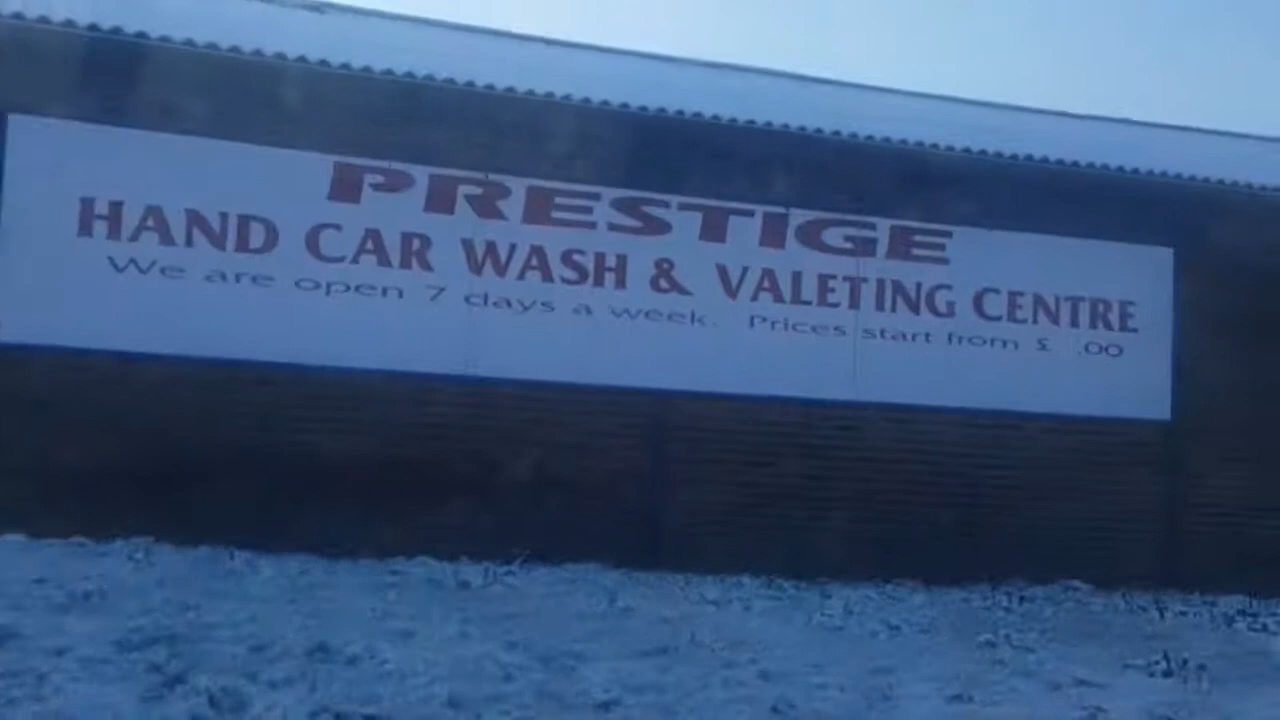 PRESTIGE
HAND CAR WASH & VALETING CENTRE
We are open 7 days a week. Prices start from £ .00